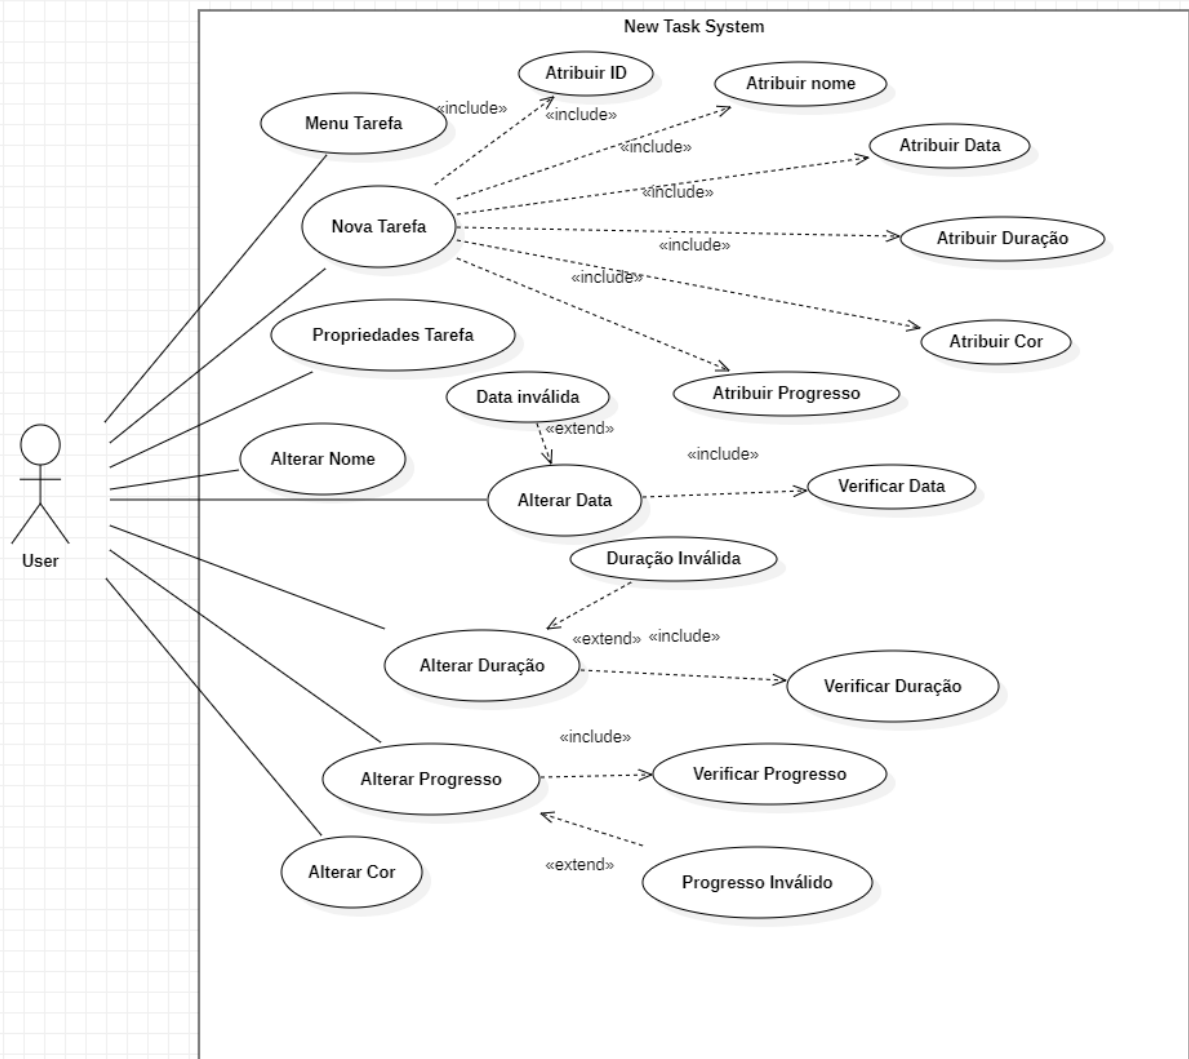 New Task System
Atribuir ID
Atribuir nome
Menu Tarefa
«include»
«include»
Atribuir Data
«include»
«include»
Nova Tarefa
Atribuir Duração
«include»
«include»
Propriedades Tarefa
Atribuir Cor
Atribuir Progresso
Data inválida
«extend»
Alterar Nome
«include»
Verificar Data
Alterar Data
User
Duração Inválida
«extend»
«include»
Alterar Duração
Verificar Duração
«include»
Alterar Progresso
Verificar Progresso
«extend»
Alterar Cor
Progresso Inválido